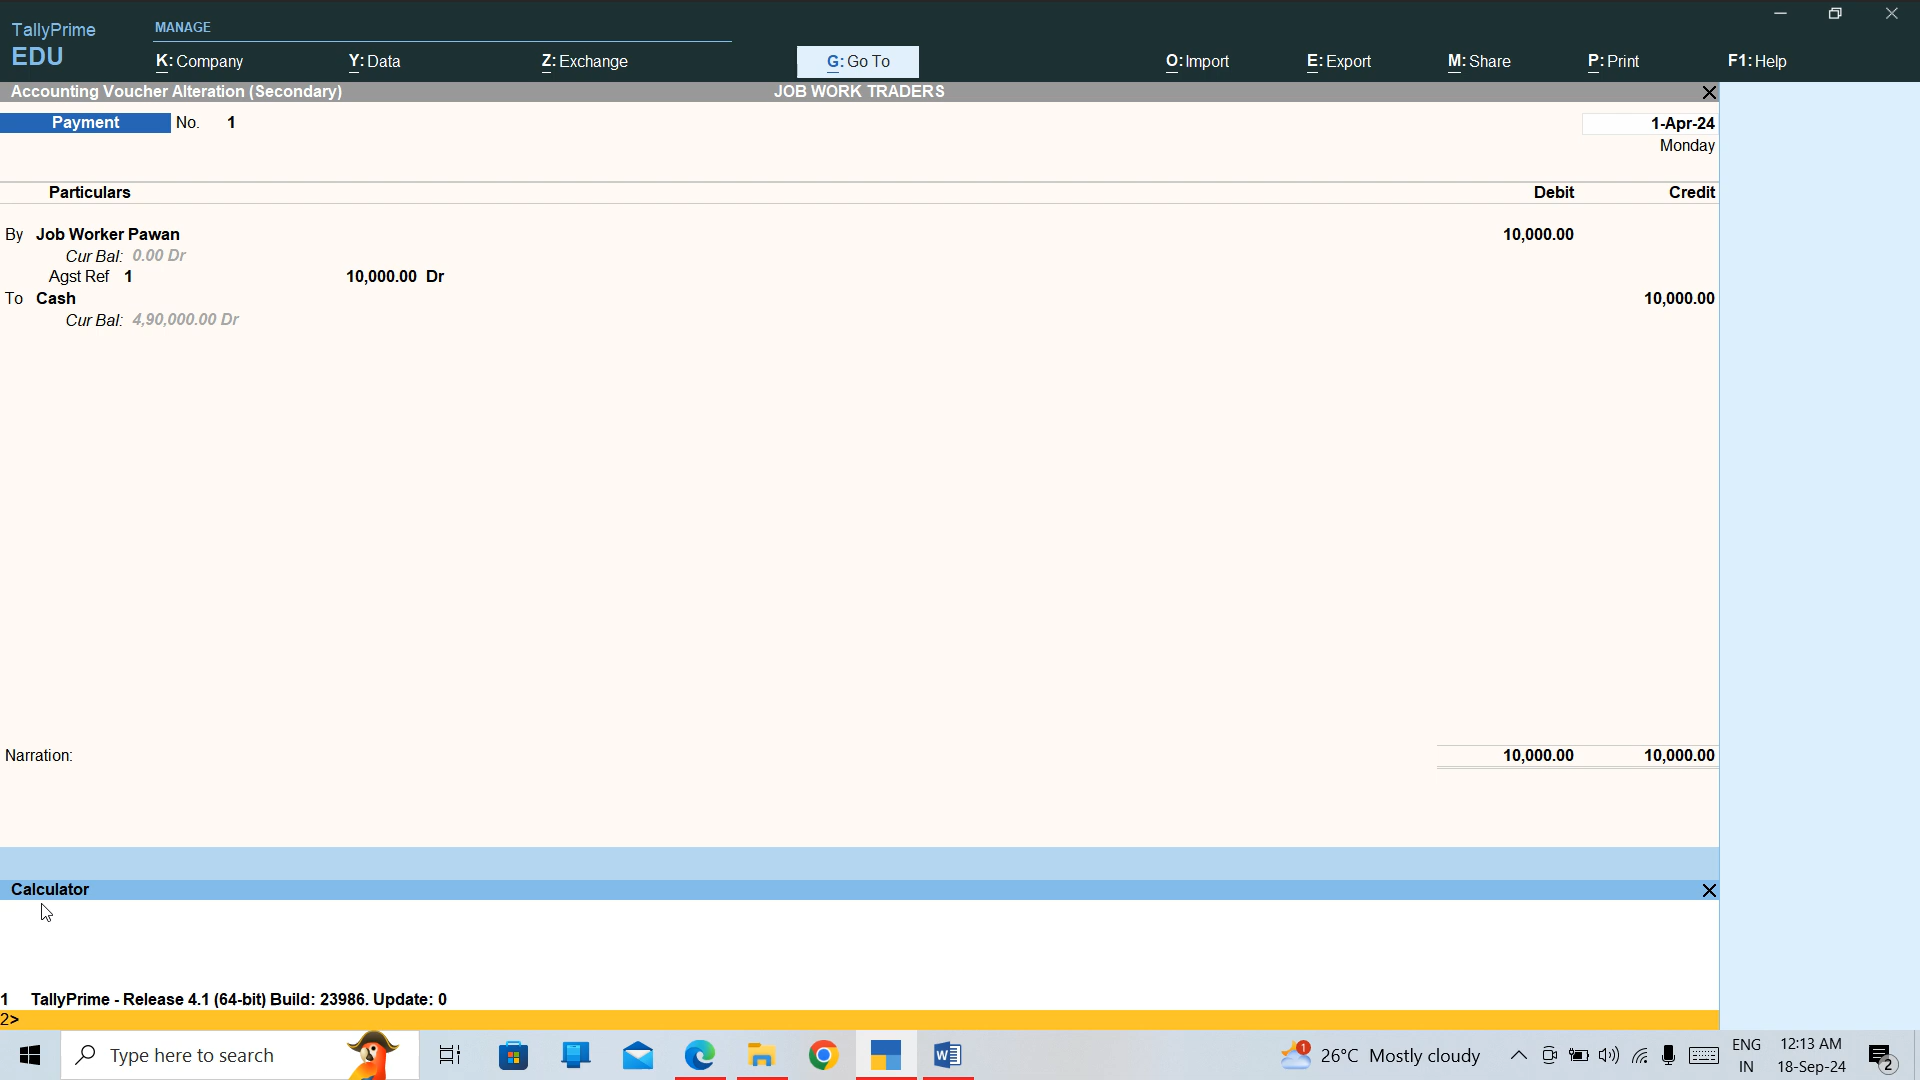 TallyPrime
EDU
MANAGE
K: Company
Y: Data
Z: Exchange
G: Go To
O: Import
E: Export
M: Share
P: Print
F1: Help
Accounting Voucher Alteration (Secondary)
JOB WORK TRADERS
Payment No. 1
1-Apr-24
Monday
Particulars Debit Credit
By Job Worker Pawan 10,000.00
Cur Bal: 0.00 Dr
Agst Ref 1 10,000.00 Dr
To Cash 10,000.00
Cur Bal: 4,90,000.00 Dr
Narration: 10,000.00 10,000.00
Calculator
1 TallyPrime - Release 4.1 (64-bit) Build: 23986. Update: 0
2>
Type here to search
1
26°C Mostly cloudy
ENG
IN
12:13 AM
18-Sep-24
2